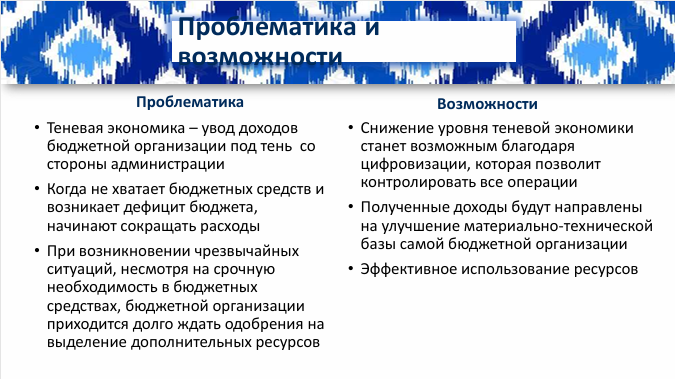 Проблематика и
возможности
Проблематика
• Теневая экономика – увод доходов
бюджетной организации под тень со
стороны администрации
• Когда не хватает бюджетных средств и
возникает дефицит бюджета,
начинают сокращать расходы
• При возникновении чрезвычайных
ситуаций, несмотря на срочную
необходимость в бюджетных
средствах, бюджетной организации
приходится долго ждать одобрения на
выделение дополнительных ресурсов
Возможности
• Снижение уровня теневой экономики
станет возможным благодаря
цифровизации, которая позволит
контролировать все операции
• Полученные доходы будут направлены
на улучшение материально-технической
базы самой бюджетной организации
• Эффективное использование ресурсов